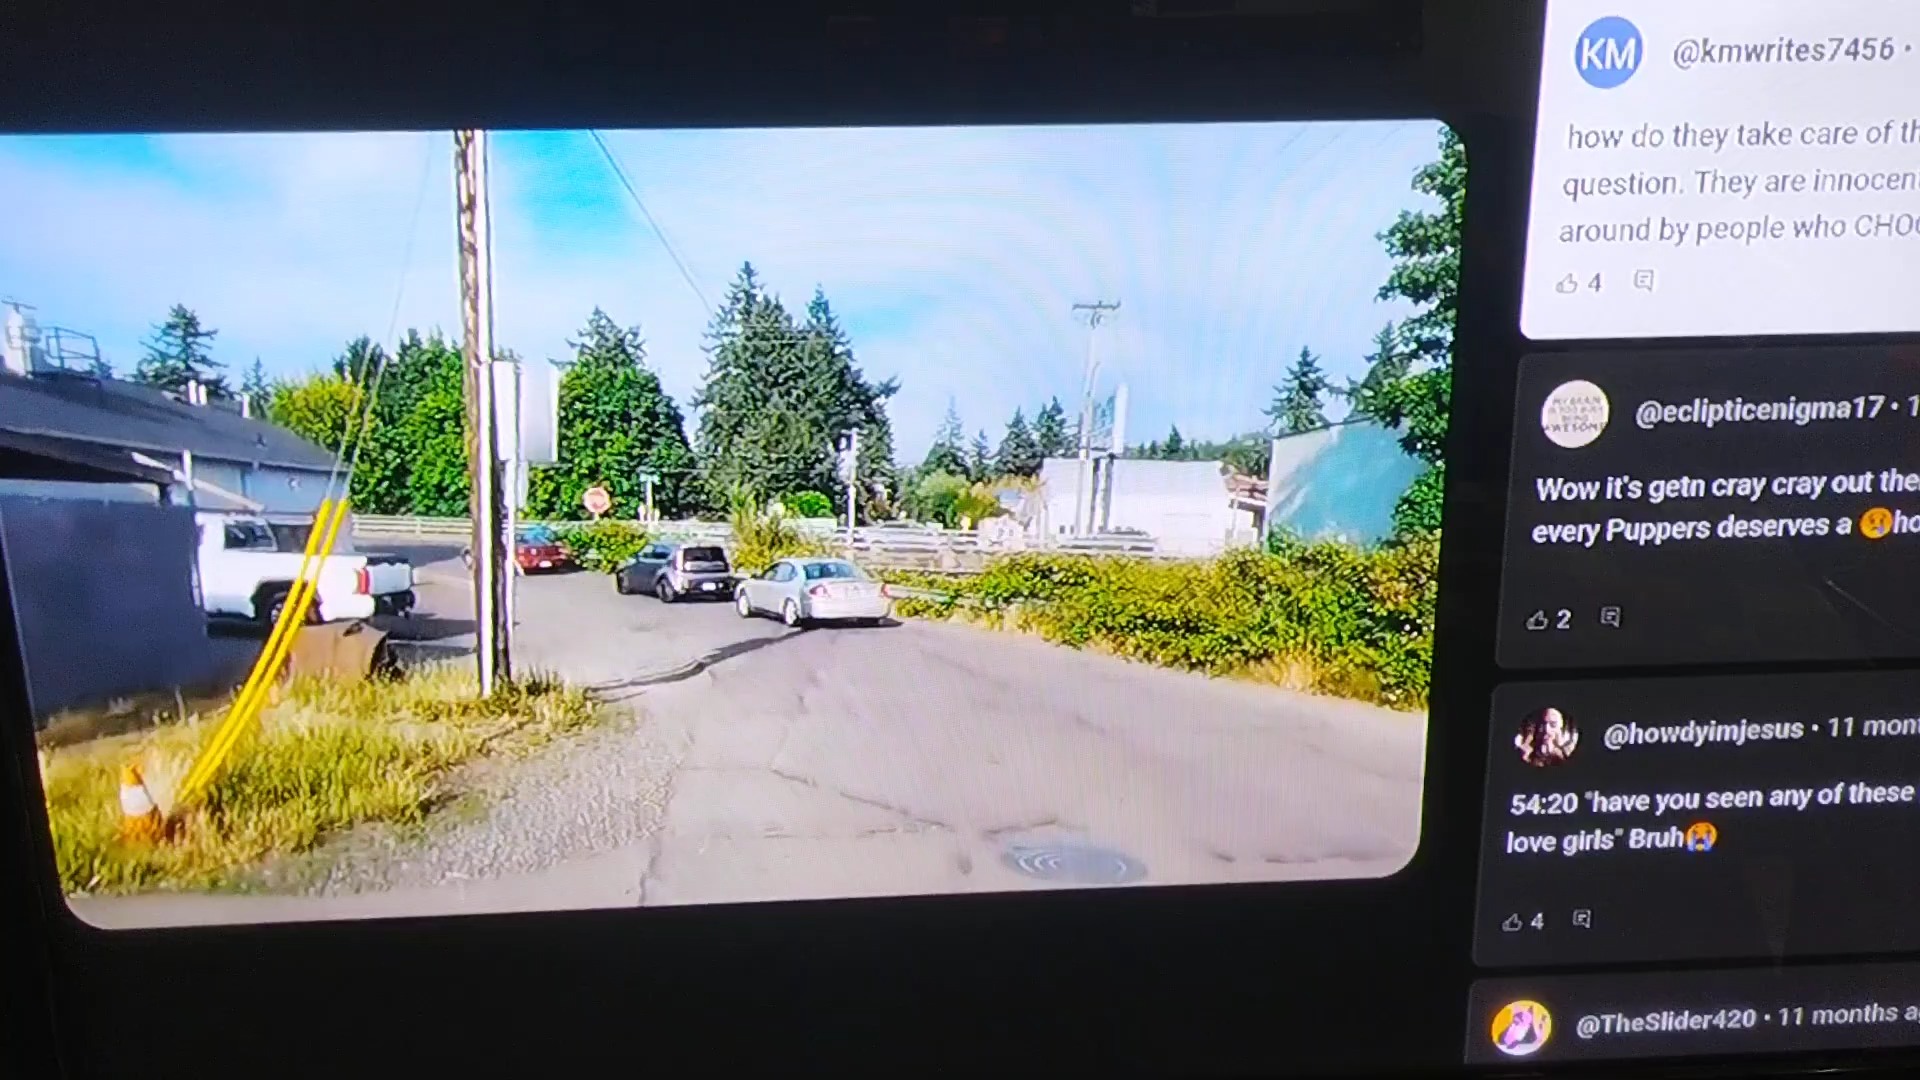 KM
@kmwrites7456 ·
how do they take care of th
question. They are innocen
around by people who CHO
4
@eclipticenigma17 · 1
Wow it's getn cray cray out the
every Puppers deserves a 😢ho
2
@howdyimjesus · 11 mon
54:20 "have you seen any of these
love girls" Bruh😭
4
@TheSlider420 · 11 months a